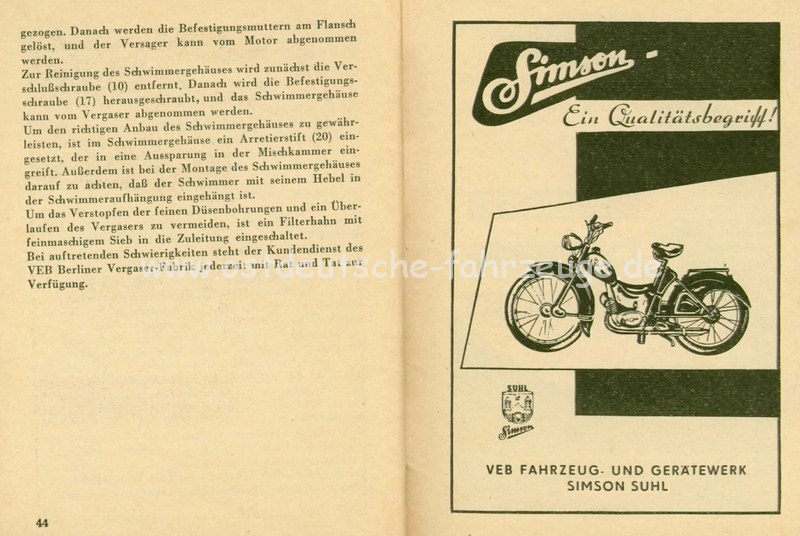 gezogen. Danach werden die Befestigungsmuttern am Flansch
gelöst, und der Versager kann vom Motor abgenommen
werden.
Zur Reinigung des Schwimmergehäuses wird zunächst die Ver-
schlußschraube (10) entfernt. Danach wird die Befestigungs-
schraube (17) herausgeschraubt, und das Schwimmergehäuse
kann vom Vergaser abgenommen werden.
Um den richtigen Anbau des Schwimmergehäuses zu gewähr-
leisten, ist im Schwimmergehäuse ein Arretierstift (20) ein-
gesetzt, der in eine Aussparung in der Mischkammer ein-
greift. Außerdem ist bei der Montage des Schwimmergehäuses
darauf zu achten, daß der Schwimmer mit seinem Hebel in
der Schwimmeraufhängung eingehängt ist.
Um das Verstopfen der feinen Düsenbohrungen und ein Über-
laufen des Vergasers zu vermeiden, ist ein Filterhahn mit
feinmaschigem Sieb in die Zuleitung eingeschaltet.
Bei auftretenden Schwierigkeiten steht der Kundendienst des
VEB Berliner Vergaser-Fabrik jederzeit mit Rat und Tat zur
Verfügung.
44
www.ostdeutsche-fahrzeuge.de
Simson -
Ein Qualitätsbegriff!
SUHL
Simson
VEB FAHRZEUG- UND GERÄTEWERK
SIMSON SUHL